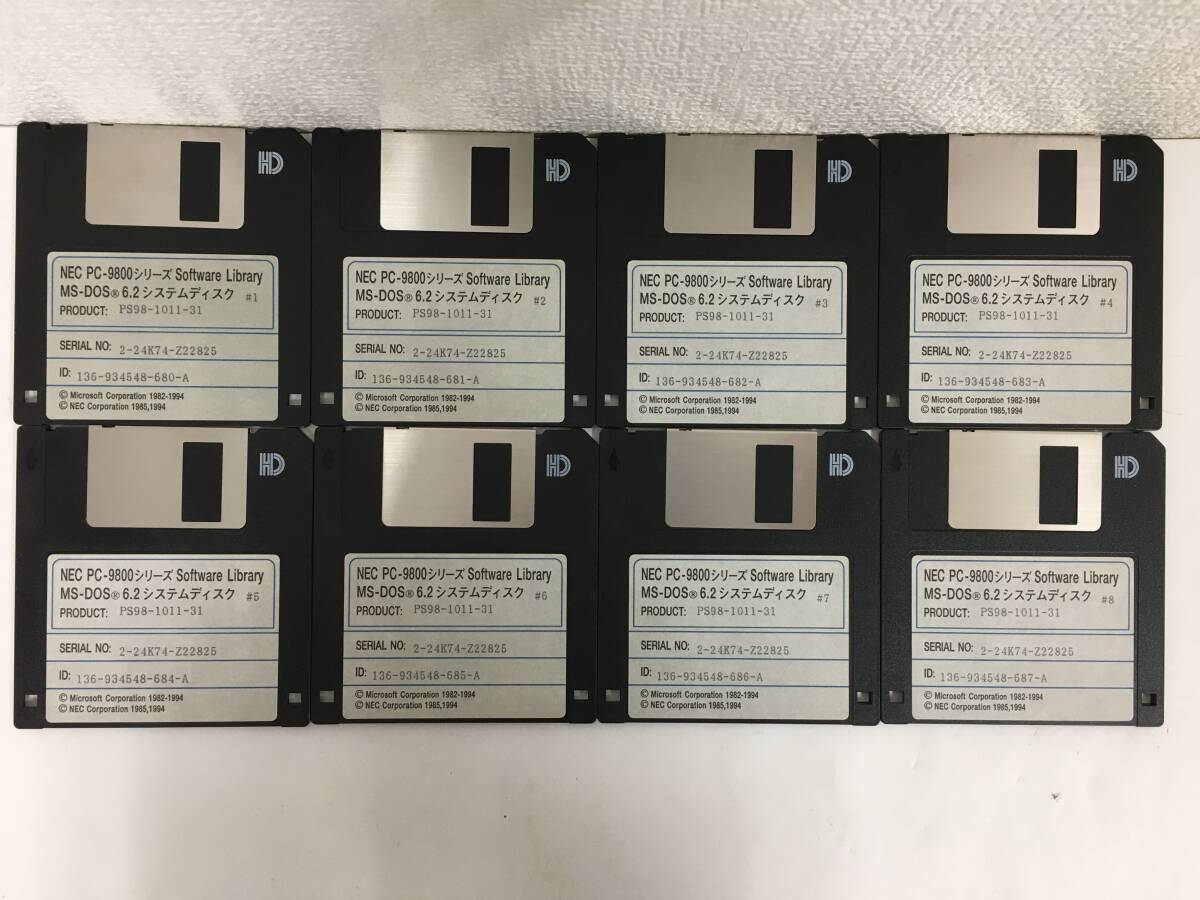 HD
NEC PC-9800シリーズ Software Library
MS-DOS® 6.2 システムディスク #1
PRODUCT: PS98-1011-31
SERIAL NO: 2-24K74-Z22825
ID: 136-934548-680-A
© Microsoft Corporation 1982-1994
© NEC Corporation 1985,1994
HD
NEC PC-9800シリーズ Software Library
MS-DOS® 6.2 システムディスク #2
PRODUCT: PS98-1011-31
SERIAL NO: 2-24K74-Z22825
ID: 136-934548-681-A
© Microsoft Corporation 1982-1994
© NEC Corporation 1985,1994
HD
NEC PC-9800シリーズ Software Library
MS-DOS® 6.2 システムディスク #3
PRODUCT: PS98-1011-31
SERIAL NO: 2-24K74-Z22825
ID: 136-934548-682-A
© Microsoft Corporation 1982-1994
© NEC Corporation 1985,1994
HD
NEC PC-9800シリーズ Software Library
MS-DOS® 6.2 システムディスク #4
PRODUCT: PS98-1011-31
SERIAL NO: 2-24K74-Z22825
ID: 136-934548-683-A
© Microsoft Corporation 1982-1994
© NEC Corporation 1985,1994
HD
NEC PC-9800シリーズ Software Library
MS-DOS® 6.2 システムディスク #5
PRODUCT: PS98-1011-31
SERIAL NO: 2-24K74-Z22825
ID: 136-934548-684-A
© Microsoft Corporation 1982-1994
© NEC Corporation 1985,1994
HD
NEC PC-9800シリーズ Software Library
MS-DOS® 6.2 システムディスク #6
PRODUCT: PS98-1011-31
SERIAL NO: 2-24K74-Z22825
ID: 136-934548-685-A
© Microsoft Corporation 1982-1994
© NEC Corporation 1985,1994
HD
NEC PC-9800シリーズ Software Library
MS-DOS® 6.2 システムディスク #7
PRODUCT: PS98-1011-31
SERIAL NO: 2-24K74-Z22825
ID: 136-934548-686-A
© Microsoft Corporation 1982-1994
© NEC Corporation 1985,1994
HD
NEC PC-9800シリーズ Software Library
MS-DOS® 6.2 システムディスク #8
PRODUCT: PS98-1011-31
SERIAL NO: 2-24K74-Z22825
ID: 136-934548-687-A
© Microsoft Corporation 1982-1994
© NEC Corporation 1985,1994